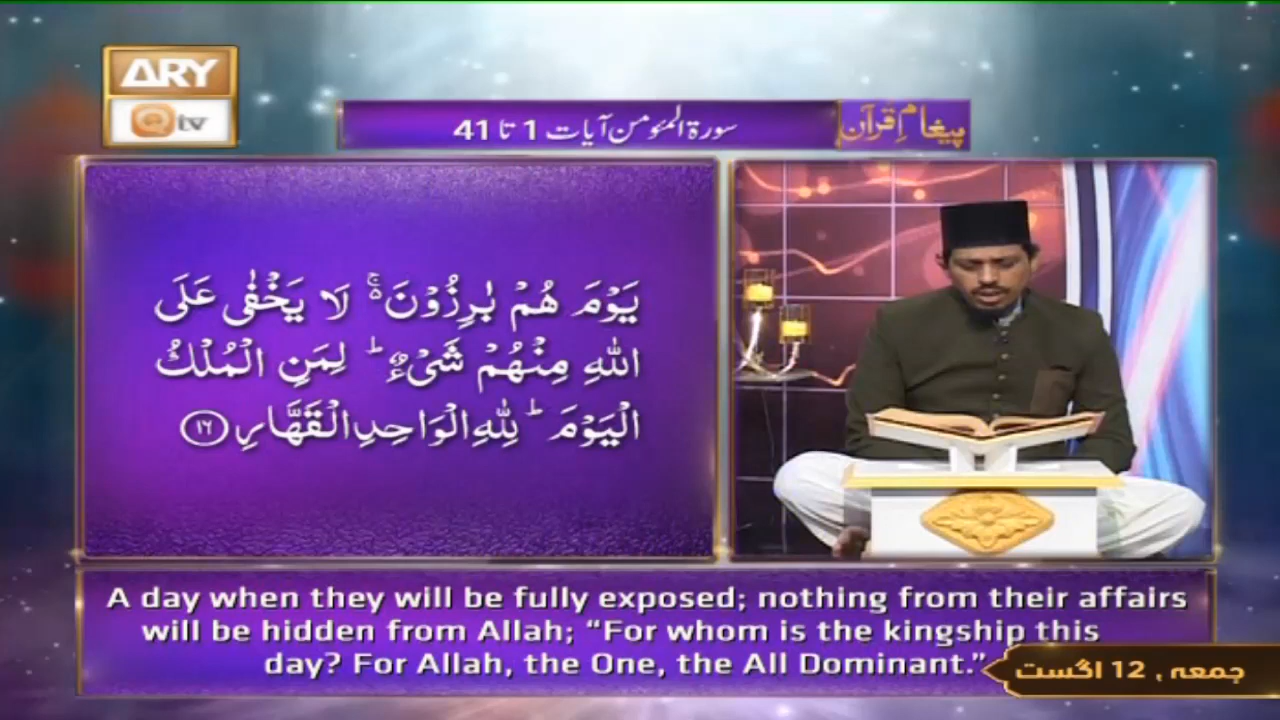 ARY
Qtv
پیغامِ قرآن
سورۃ المئومن آیات 1 تا 41
يَوْمَ هُمْ بٰرِزُوْنَ ۚ۬ لَا يَخْفٰى عَلَى
اللّٰهِ مِنْهُمْ شَىْءٌ ؕ لِمَنِ الْمُلْكُ
الْيَوْمَ ؕ لِلّٰهِ الْوَاحِدِ الْقَهَّارِ ۝۱۶
A day when they will be fully exposed; nothing from their affairs
will be hidden from Allah; “For whom is the kingship this
day? For Allah, the One, the All Dominant.”
جمعہ , 12 اگست